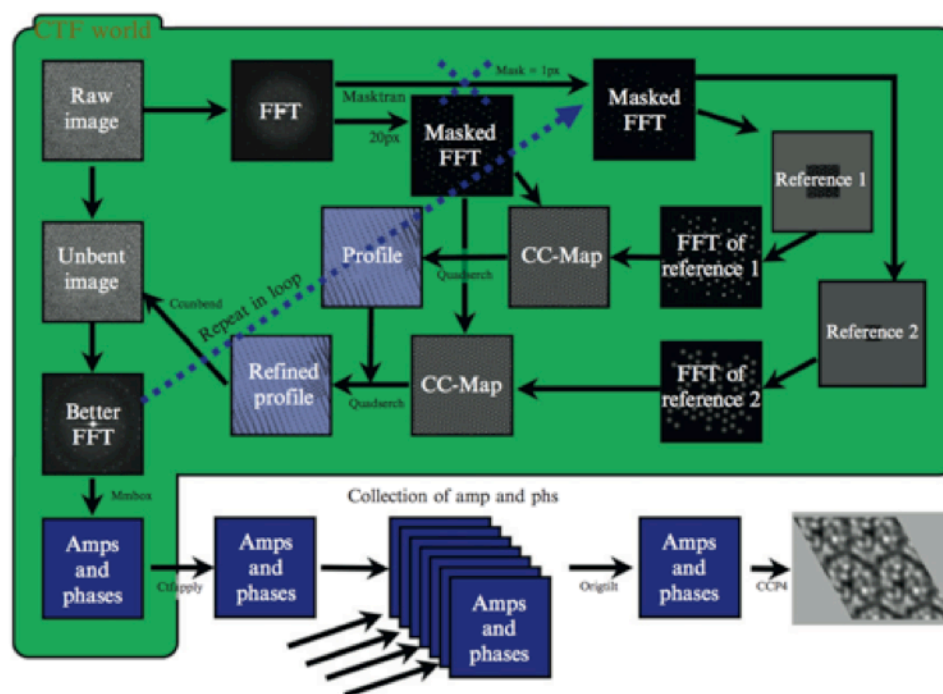 CTF world
Raw
image
FFT
Masktran
20px
Mask = 1px
Masked
FFT
Masked
FFT
Reference 1
Unbent
image
Profile
Quadserch
CC-Map
FFT of
reference 1
Ccunbend
Repeat in loop
Reference 2
Better
FFT
Refined
profile
Quadserch
CC-Map
FFT of
reference 2
Mmbox
Collection of amp and phs
Amps
and
phases
Ctfapply
Amps
and
phases
Amps
and
phases
Origtilt
Amps
and
phases
CCP4